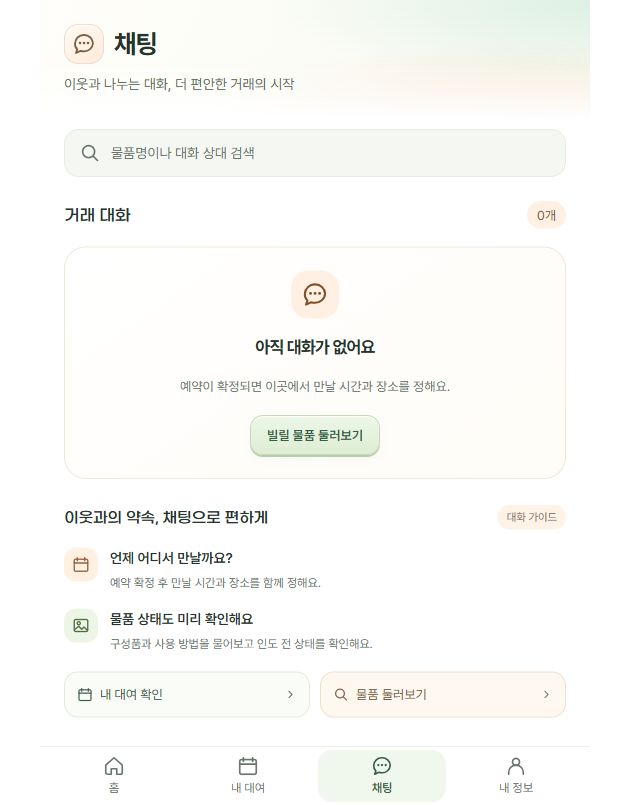 채팅
이웃과 나누는 대화, 더 편안한 거래의 시작
물품명이나 대화 상대 검색
거래 대화
0개
아직 대화가 없어요
예약이 확정되면 이곳에서 만날 시간과 장소를 정해요.
빌릴 물품 둘러보기
이웃과의 약속, 채팅으로 편하게
대화 가이드
언제 어디서 만날까요?
예약 확정 후 만날 시간과 장소를 함께 정해요.
물품 상태도 미리 확인해요
구성품과 사용 방법을 물어보고 인도 전 상태를 확인해요.
내 대여 확인
물품 둘러보기
홈
내 대여
채팅
내 정보